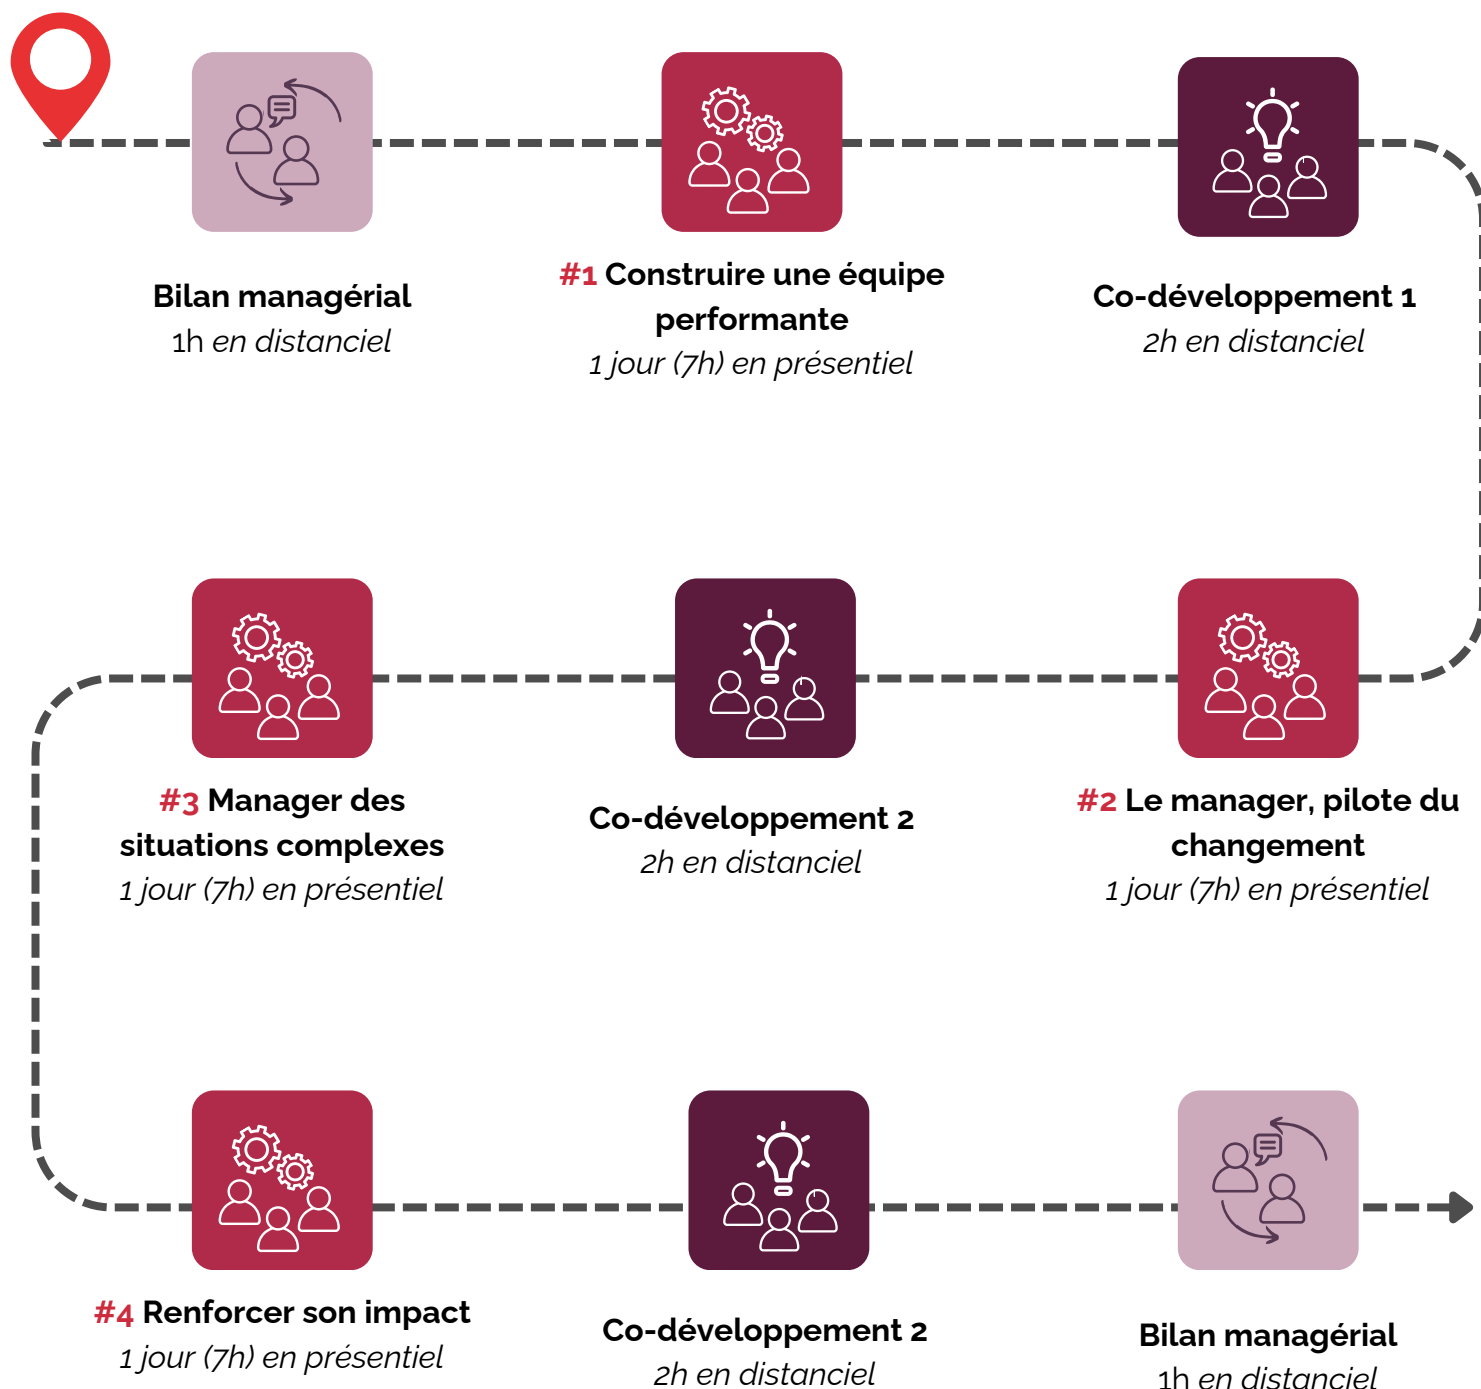 Bilan managérial
1h en distanciel
#1 Construire une équipe
performante
1 jour (7h) en présentiel
Co-développement 1
2h en distanciel
#3 Manager des
situations complexes
1 jour (7h) en présentiel
Co-développement 2
2h en distanciel
#2 Le manager, pilote du
changement
1 jour (7h) en présentiel
#4 Renforcer son impact
1 jour (7h) en présentiel
Co-développement 2
2h en distanciel
Bilan managérial
1h en distanciel